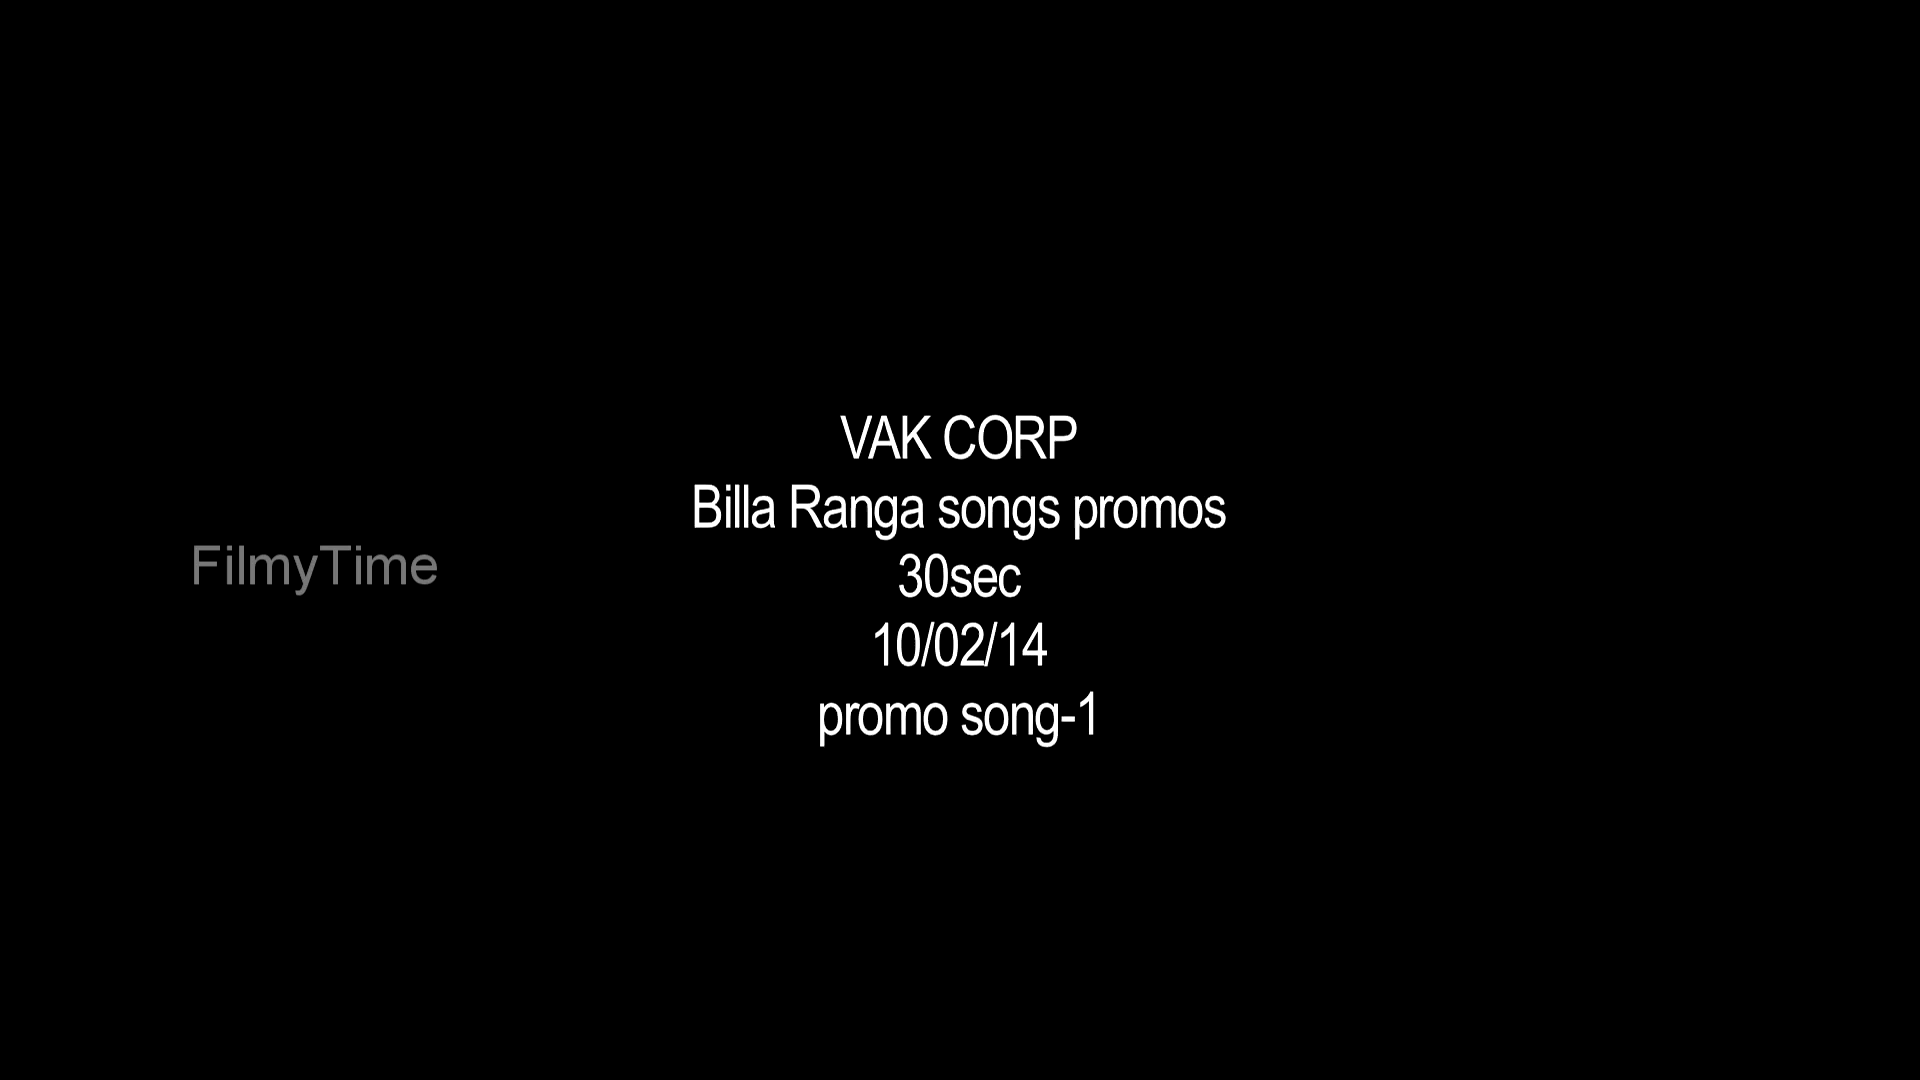 VAK CORP
Billa Ranga songs promos
FilmyTime
30sec
10/02/14
promo song-1